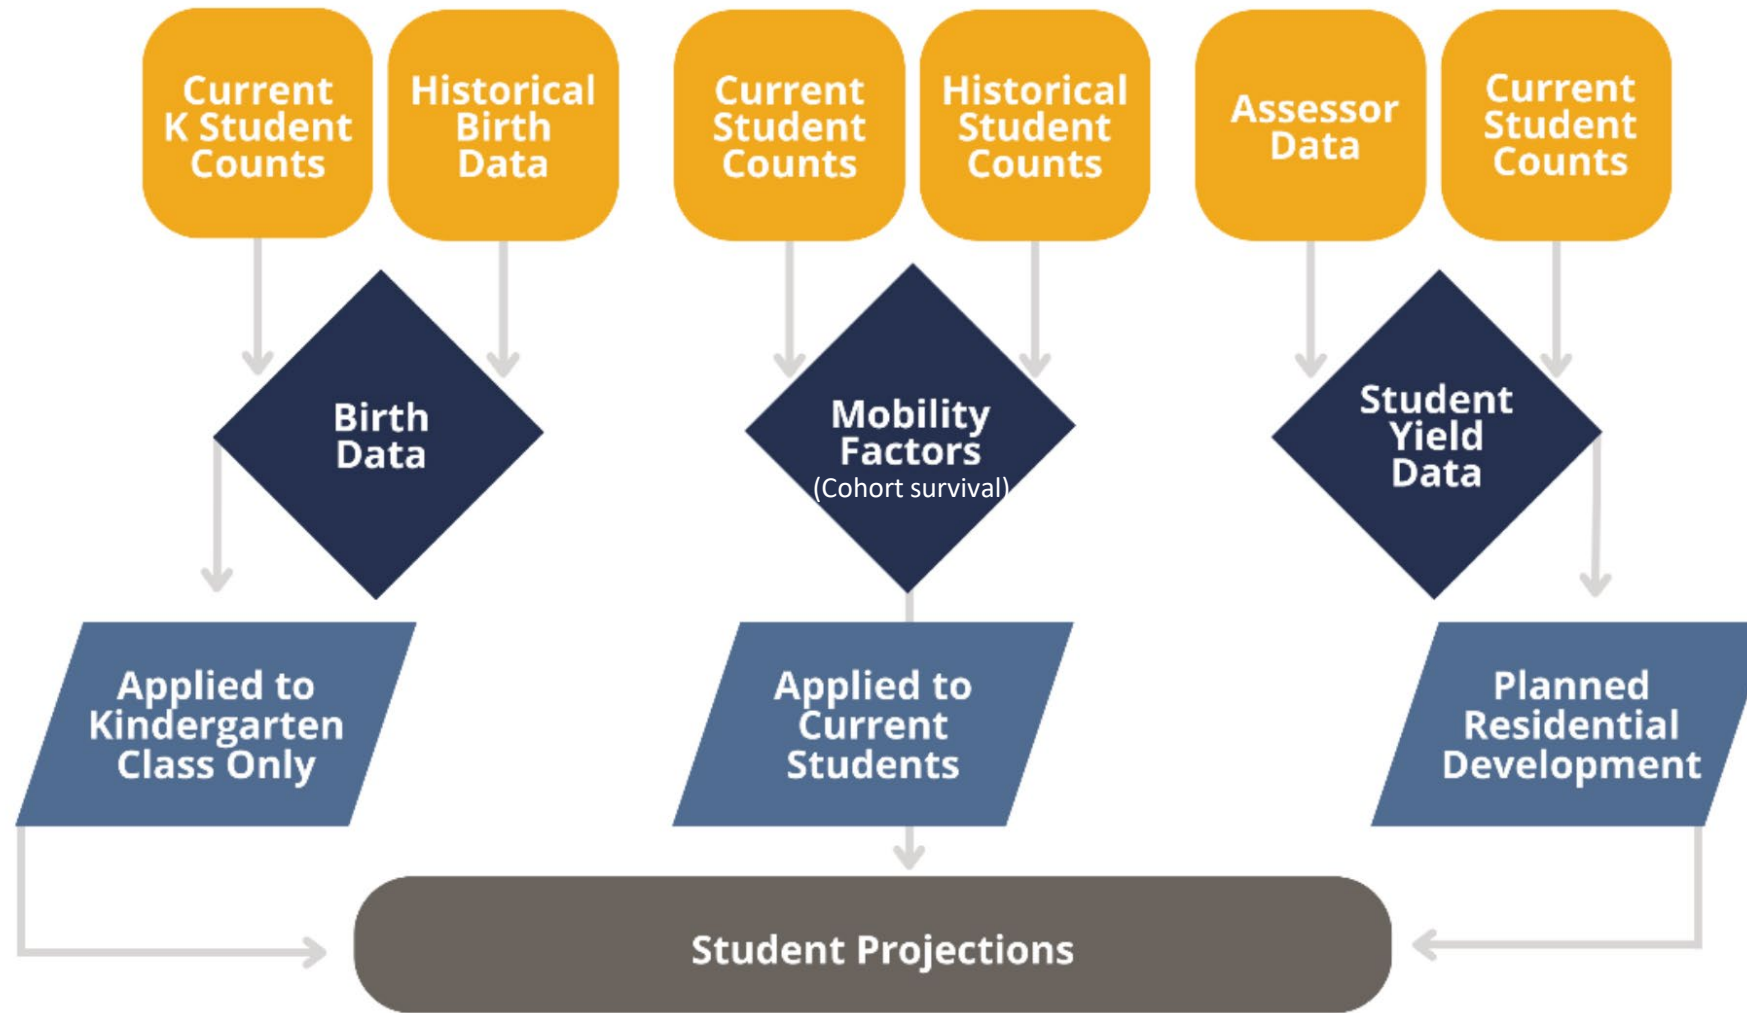 Current
K Student
Counts
Historical
Birth
Data
Current
Student
Counts
Historical
Student
Counts
Assessor
Data
Current
Student
Counts
Birth
Data
Mobility
Factors
(Cohort survival)
Student
Yield
Data
Applied to
Kindergarten
Class Only
Applied to
Current
Students
Planned
Residential
Development
Student Projections